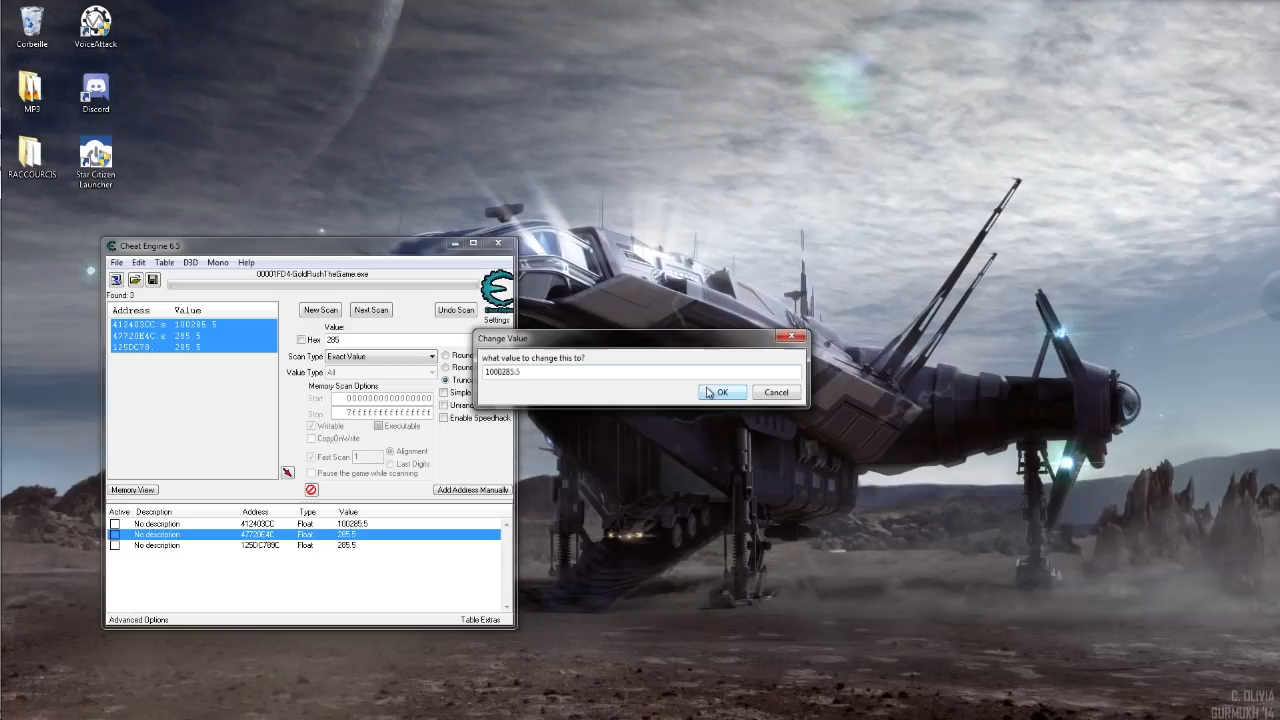 Corbeille
VoiceAttack
MP3
Discord
RACCOURCIS
Star Citizen
Launcher
Cheat Engine 6.5
File Edit Table D3D Mono Help
00001FD4-GoldRushTheGame.exe
Found: 3
Address Value
412403CC:s 100285.5
47720E4C:s 285.5
125DC78... 285.5
New Scan Next Scan Undo Scan
Settings
Value:
Hex 285
Scan Type Exact Value
Value Type All
Memory Scan Options
Start 0000000000000000
Stop 7fffffffffffffff
Writable Executable
CopyOnWrite
Fast Scan 1 Alignment
Last Digits
Pause the game while scanning
Enable Speedhack
Memory View
Add Address Manually
Active Description Address Type Value
No description 412403CC Float 100285.5
No description 47720E4C Float 285.5
No description 125DC789C Float 285.5
Advanced Options Table Extras
Change Value
what value to change this to?
1000285.5
OK Cancel
C. OLIVIA
GURMUKH '14